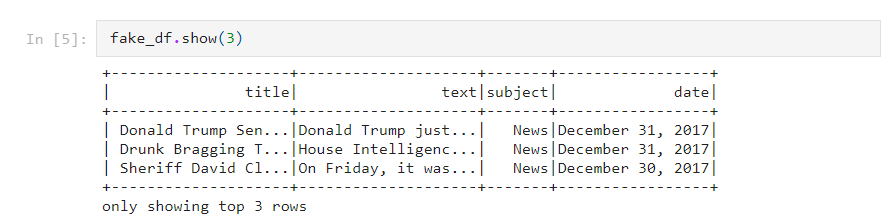 In [5]: fake_df.show(3)
+--------------------+--------------------+-------+-----------------+
|               title|                text|subject|             date|
+--------------------+--------------------+-------+-----------------+
| Donald Trump Sen...|Donald Trump just...|   News|December 31, 2017|
| Drunk Bragging T...|House Intelligenc...|   News|December 31, 2017|
| Sheriff David Cl...|On Friday, it was...|   News|December 30, 2017|
+--------------------+--------------------+-------+-----------------+
only showing top 3 rows